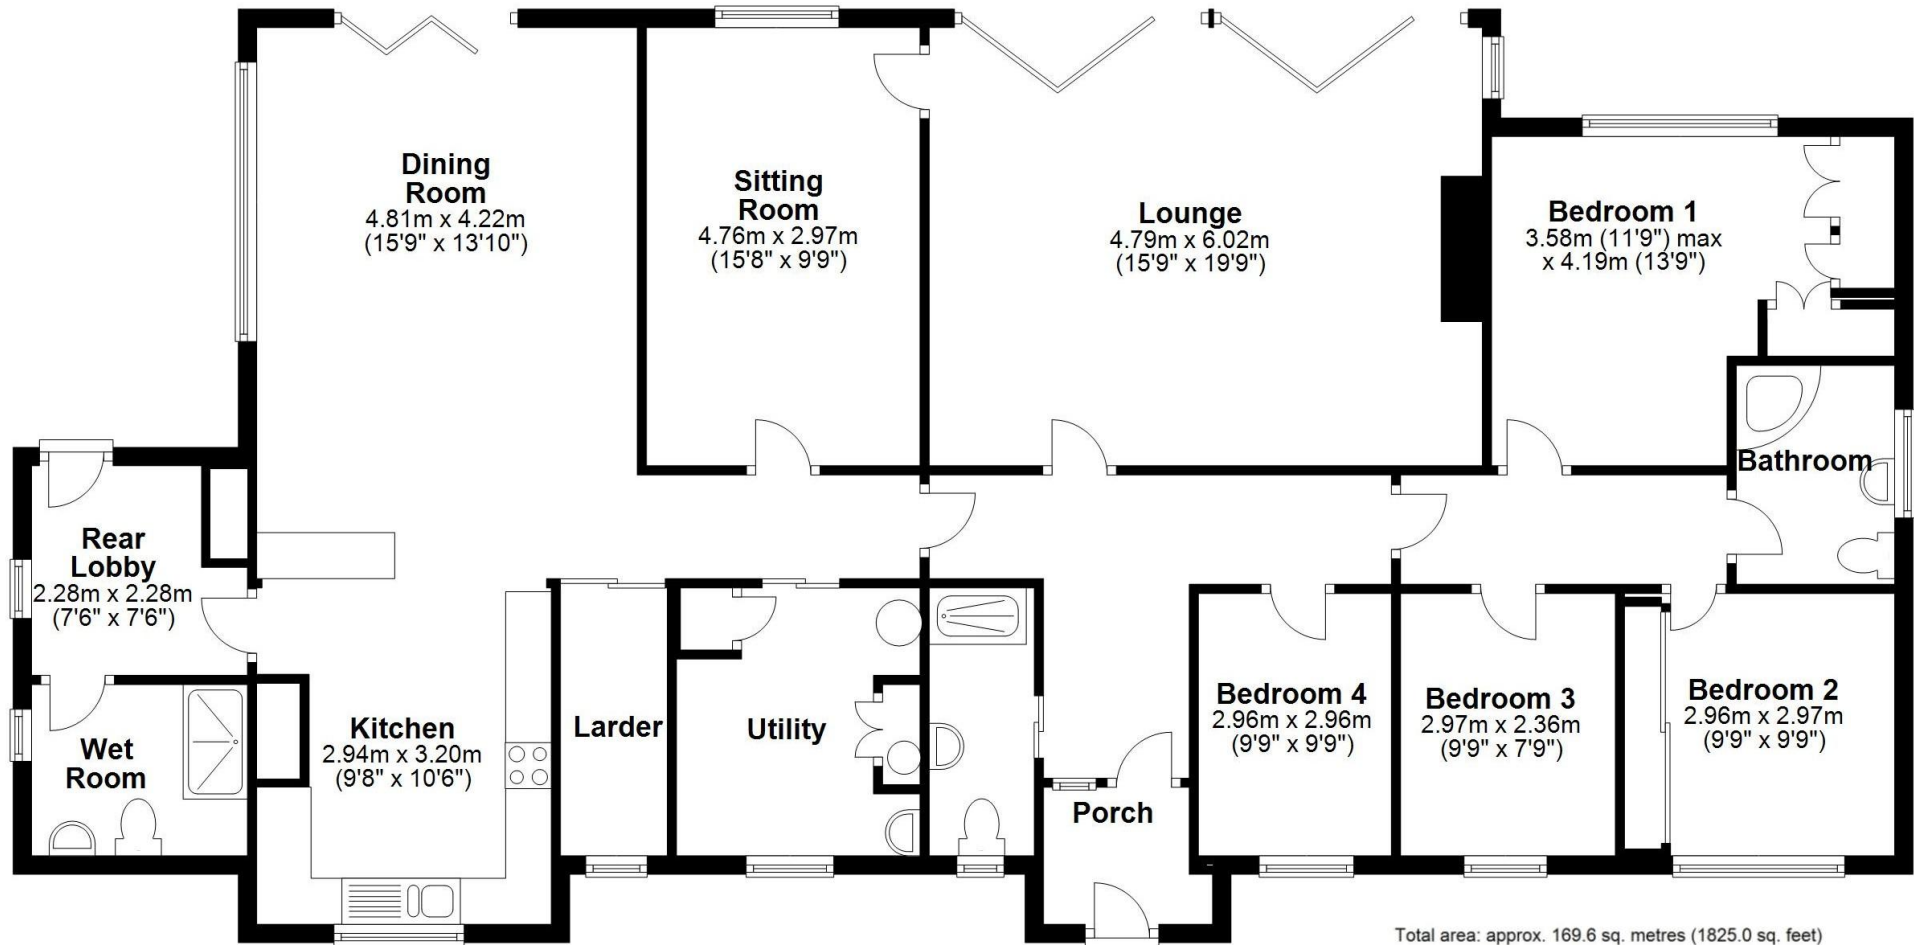 Dining
Room
4.81m x 4.22m
(15'9" x 13'10")
Sitting
Room
4.76m x 2.97m
(15'8" x 9'9")
Lounge
4.79m x 6.02m
(15'9" x 19'9")
Bedroom 1
3.58m (11'9") max
x 4.19m (13'9")
Bathroom
Rear
Lobby
2.28m x 2.28m
(7'6" x 7'6")
Wet
Room
Kitchen
2.94m x 3.20m
(9'8" x 10'6")
Larder
Utility
Porch
Bedroom 4
2.96m x 2.96m
(9'9" x 9'9")
Bedroom 3
2.97m x 2.36m
(9'9" x 7'9")
Bedroom 2
2.96m x 2.97m
(9'9" x 9'9")
Total area: approx. 169.6 sq. metres (1825.0 sq. feet)